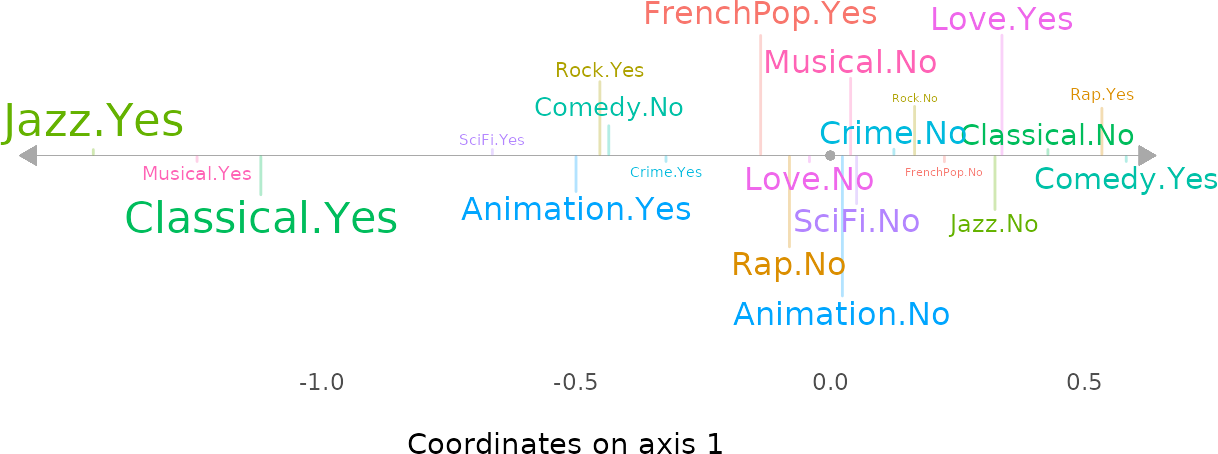 FrenchPop.Yes
Love.Yes
Musical.No
Rock.Yes
Rap.Yes
Rock.No
Comedy.No
Jazz.Yes
Crime.No
Classical.No
SciFi.Yes
Musical.Yes
Crime.Yes
FrenchPop.No
Love.No
Comedy.Yes
Animation.Yes
Classical.Yes
SciFi.No
Jazz.No
Rap.No
Animation.No
-1.0 -0.5 0.0 0.5
Coordinates on axis 1